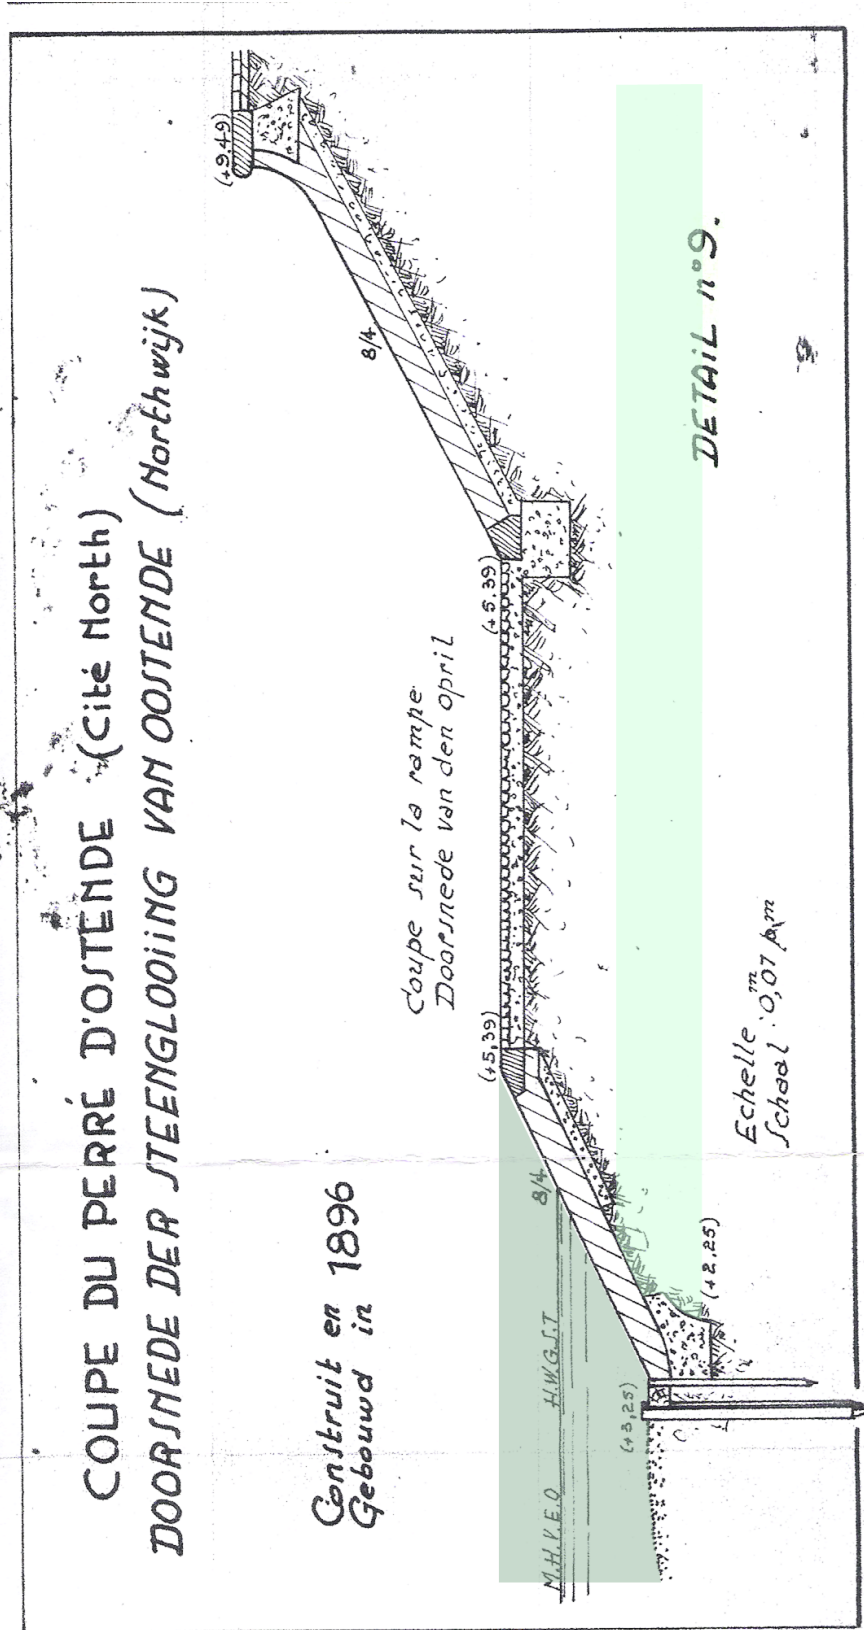 COUPE DU PERRÉ D'OSTENDE (Cité North)
DOORSNEDE DER STEENGLOOIING VAN OOSTENDE (Northwijk)
Construit en 1896
Gebouwd in
Coupe sur la rampe
Doorsnede van den opril
(+9,49)
8/4
(+5,39)
(+5,39)
8/4
M.H.V.E.O H.W.G.S.T
(+3,25)
(+2,25)
Echelle
Schaal : 0,01 m p.m
DETAIL n°9.